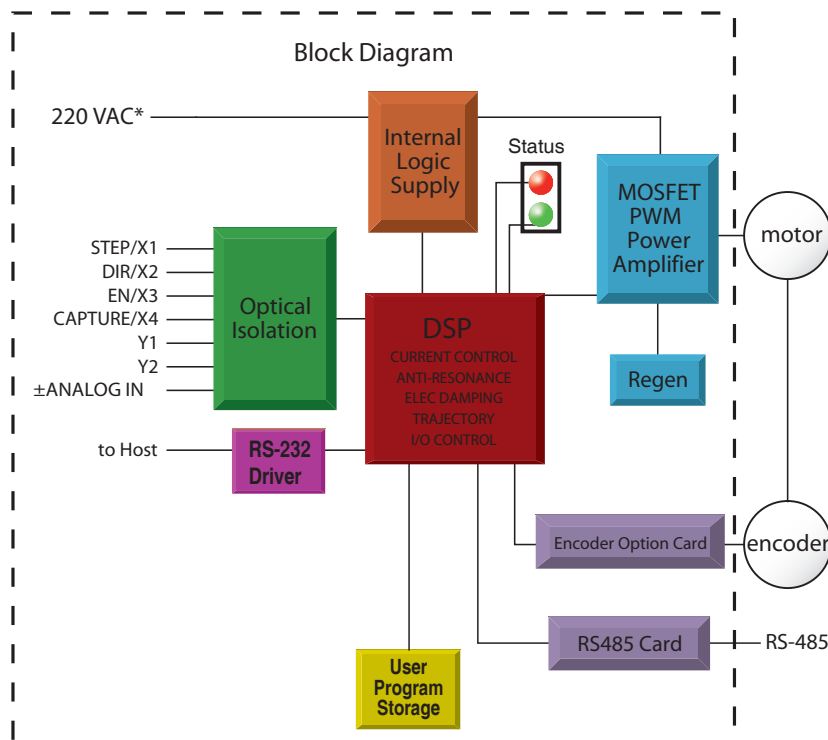 Block Diagram
220 VAC*
Internal
Logic
Supply
Status
MOSFET
PWM
Power
Amplifier
motor
STEP/X1
DIR/X2
EN/X3
CAPTURE/X4
Y1
Y2
±ANALOG IN
Optical
Isolation
DSP
CURRENT CONTROL
ANTI-RESONANCE
ELEC DAMPING
TRAJECTORY
I/O CONTROL
Regen
to Host
RS-232
Driver
Encoder Option Card
encoder
RS485 Card
RS-485
User
Program
Storage